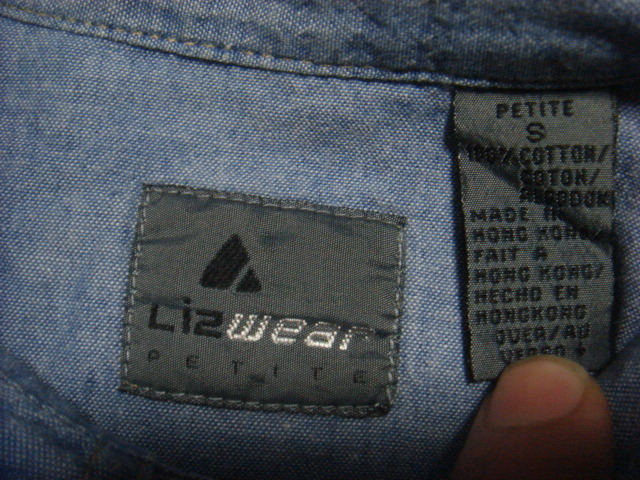 Lizwear
PETITE
PETITE
S
100% COTTON/
COTON/
ALGODON
MADE IN
HONG KONG/
FAIT A
HONG KONG/
HECHO EN
HONGKONG
OVER/AU
VERSO